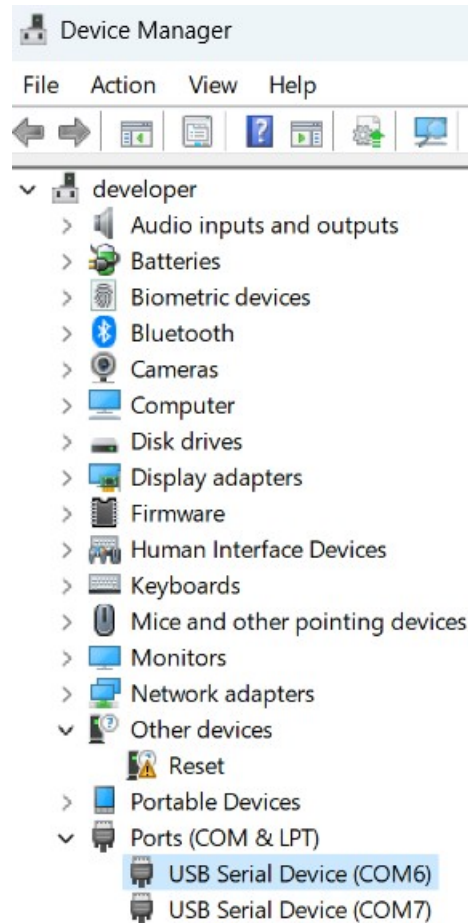 Device Manager
File Action View Help
developer
Audio inputs and outputs
Batteries
Biometric devices
Bluetooth
Cameras
Computer
Disk drives
Display adapters
Firmware
Human Interface Devices
Keyboards
Mice and other pointing devices
Monitors
Network adapters
Other devices
Reset
Portable Devices
Ports (COM & LPT)
USB Serial Device (COM6)
USB Serial Device (COM7)